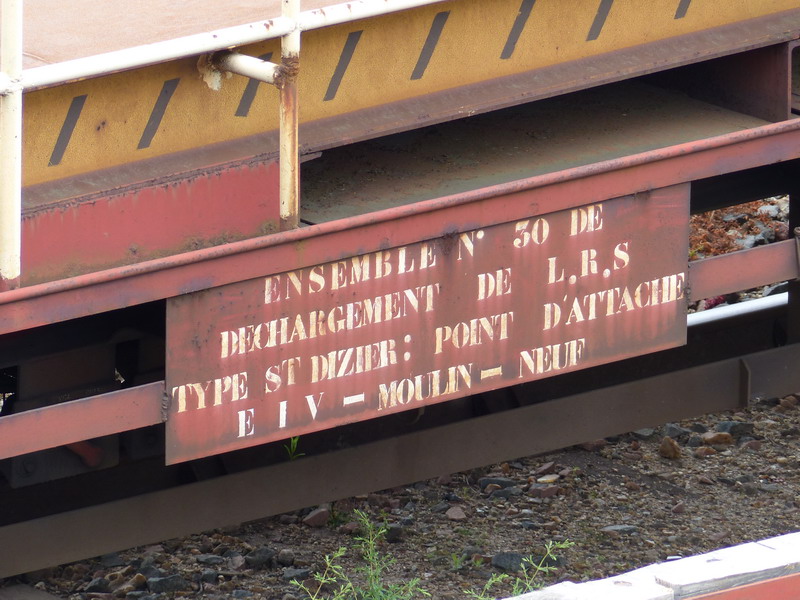 ENSEMBLE N° 30 DE
DECHARGEMENT DE L.R.S
TYPE ST DIZIER: POINT D'ATTACHE
E I V – MOULIN – NEUF